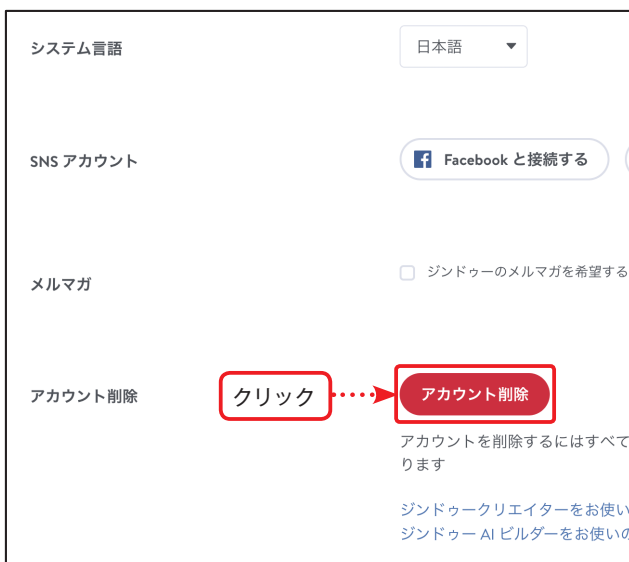 システム言語
日本語
SNS アカウント
Facebook と接続する
メルマガ
ジンドゥーのメルマガを希望する
アカウント削除
クリック
アカウント削除
アカウントを削除するにはすべて
ります
ジンドゥークリエイターをお使い
ジンドゥー AI ビルダーをお使いの